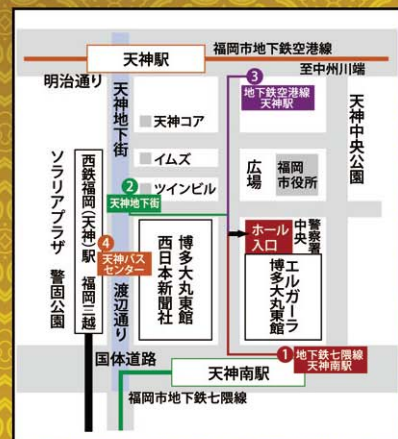 福岡市地下鉄空港線
天神駅
至中州川端
明治通り
3
地下鉄空港線
天神駅
天神地下街
天神コア
イムズ
ツインビル
2
天神地下街
広場
福岡
市役所
天神中央公園
ソラリアプラザ
警固公園
西鉄福岡(天神)駅
福岡三越
4
天神バス
センター
渡辺通り
博多大丸東館
西日本新聞社
ホール
入口
中央
警察署
エルガーラ
博多大丸東館
国体道路
1
地下鉄七隈線
天神南駅
天神南駅
福岡市地下鉄七隈線